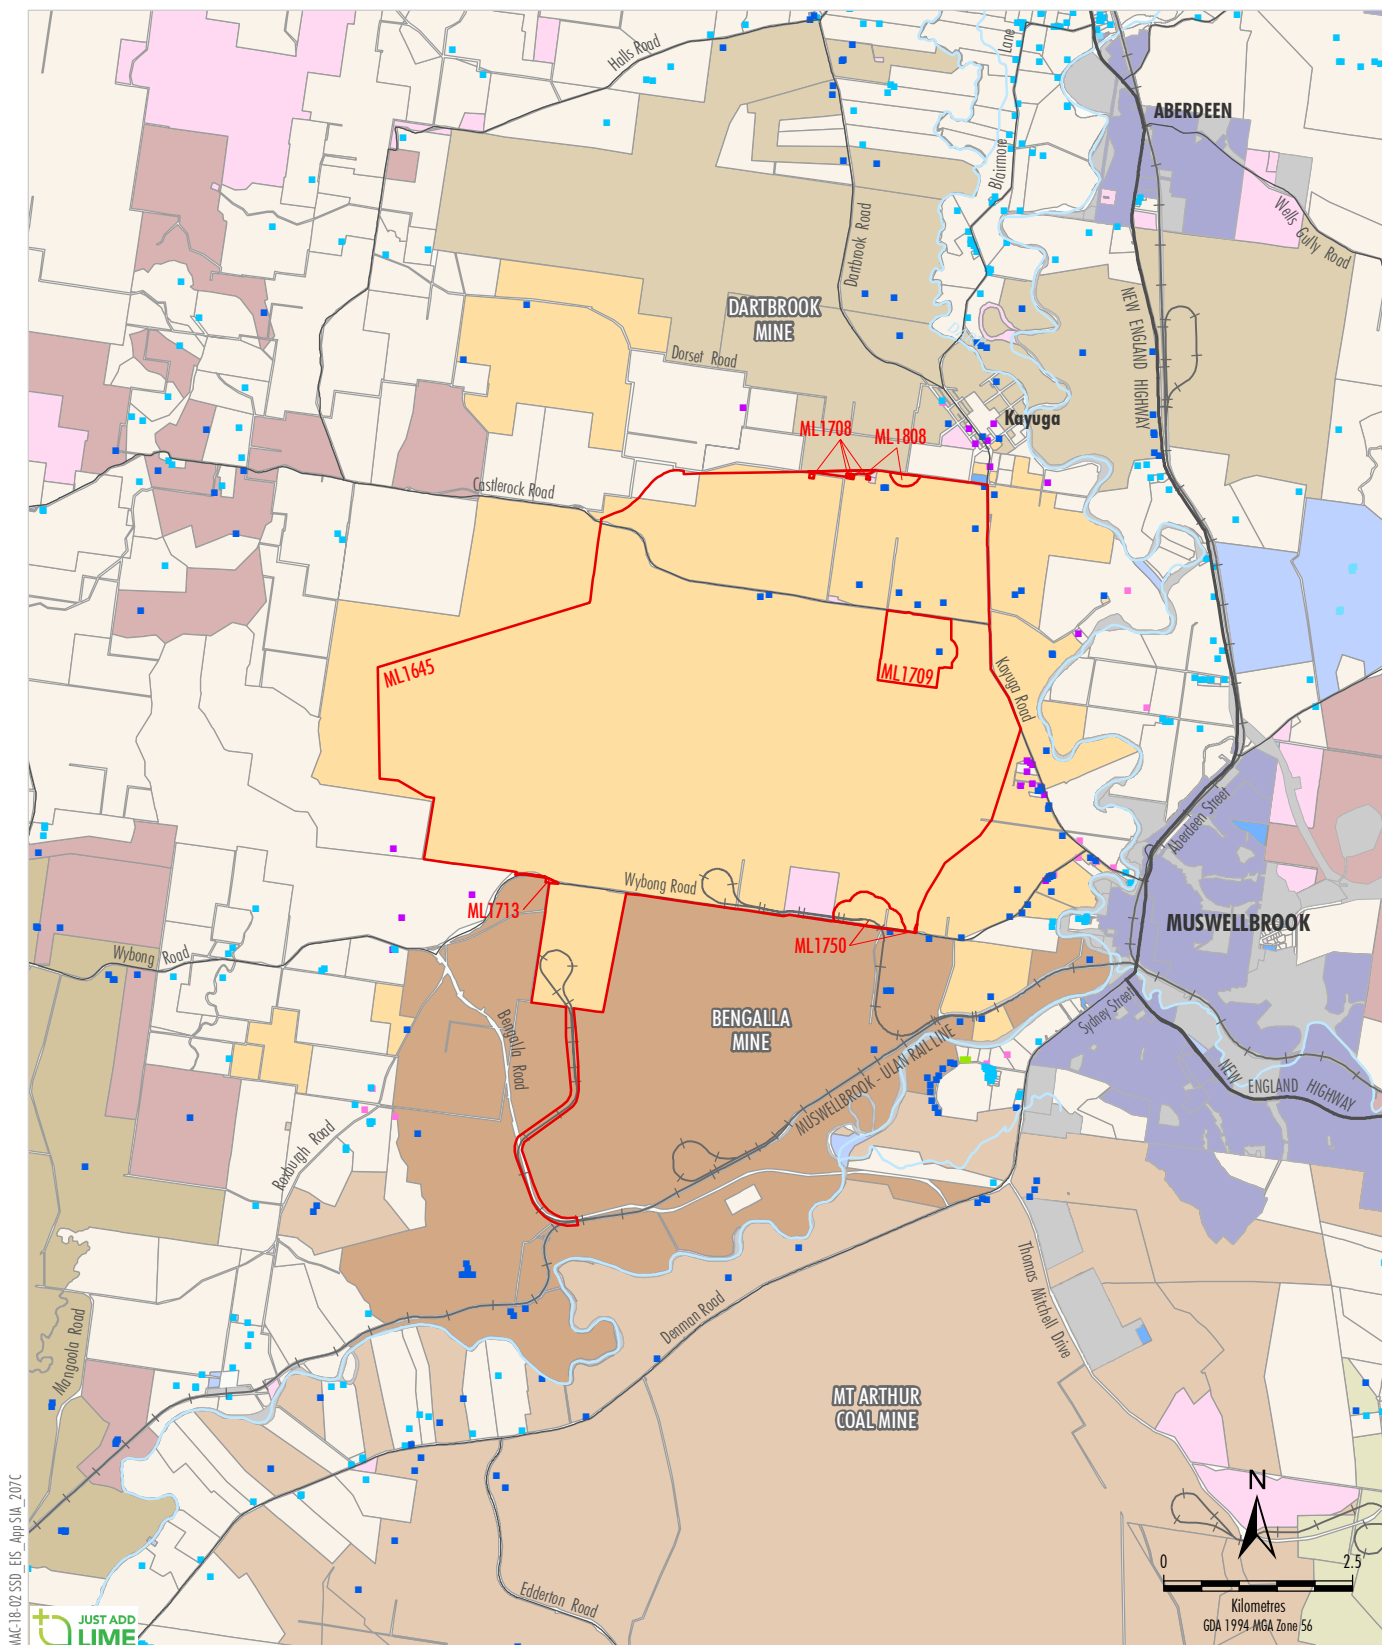 Halls Road
Lane
ABERDEEN
Blairmore
Wells Gully Road
Dartbrook Road
DARTBROOK
MINE
NEW ENGLAND HIGHWAY
Dorset Road
Kayuga
ML1708
ML1808
Castlerock Road
ML1645
ML1709
Kayuga Road
Aberdeen Street
Wybong Road
ML1713
MUSWELLBROOK
ML1750
Wybong Road
BENGALLA
MINE
Sydney Street
Bengalla Road
MUSWELLBROOK - ULAN RAIL LINE
NEW ENGLAND HIGHWAY
Roxburgh Road
Thomas Mitchell Drive
Denman Road
Mangoola Road
MT ARTHUR
COAL MINE
Edderton Road
N
0 2.5
Kilometres
GDA 1994 MGA Zone 56
MAC-18-02 SSD_EIS_App SIA_207C
JUST ADD
LIME